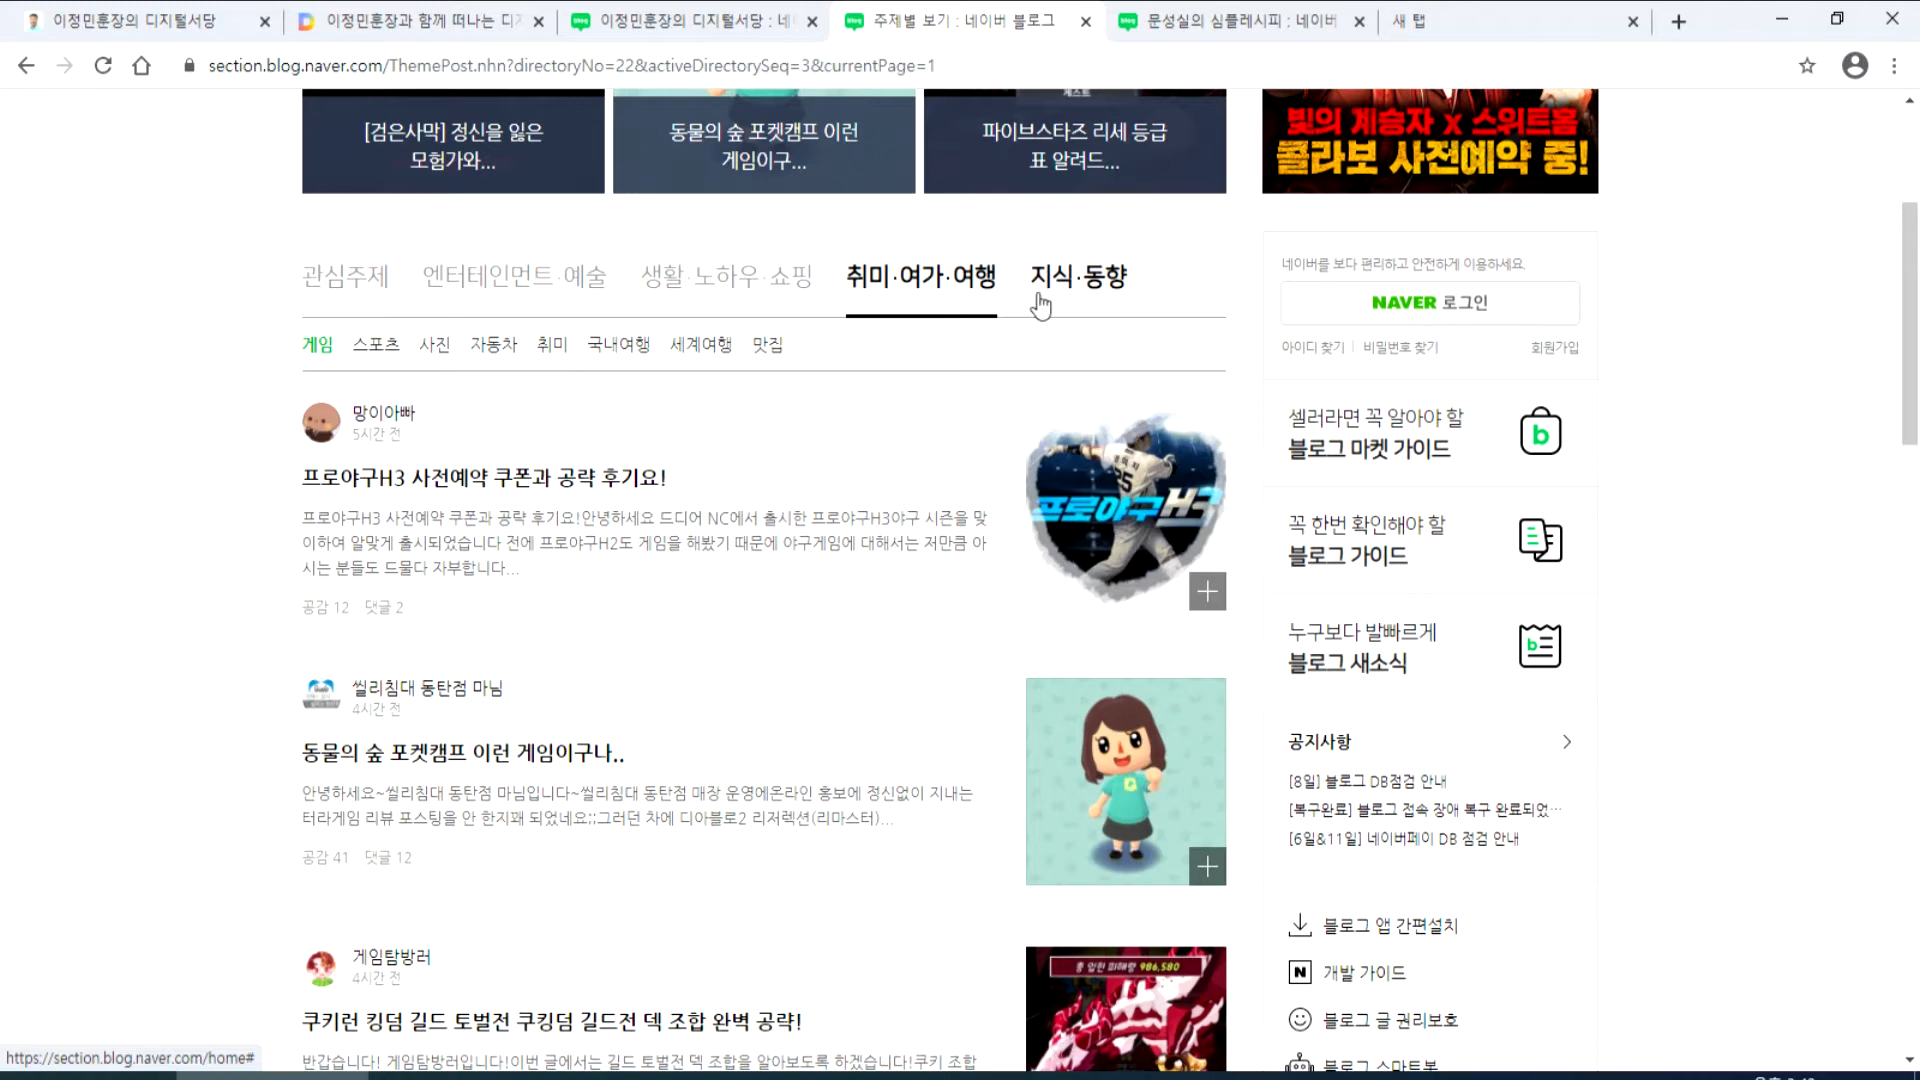 이정민훈장의 디지털서당
이정민훈장과 함께 떠나는 디지
이정민훈장의 디지털서당 : 네이
주제별 보기 : 네이버 블로그
문성실의 심플레시피 : 네이버
새 탭
section.blog.naver.com/ThemePost.nhn?directoryNo=22&activeDirectorySeq=3&currentPage=1
[검은사막] 정신을 잃은
모험가와...
동물의 숲 포켓캠프 이런
게임이구...
파이브스타즈 리세 등급
표 알려드...
빛의 계승자 x 스위트홈
콜라보 사전예약 중!
관심주제 엔터테인먼트·예술 생활·노하우·쇼핑 취미·여가·여행 지식·동향
게임 스포츠 사진 자동차 취미 국내여행 세계여행 맛집
망이아빠
5시간 전
프로야구H3 사전예약 쿠폰과 공략 후기요!
프로야구H3 사전예약 쿠폰과 공략 후기요!안녕하세요 드디어 NC에서 출시한 프로야구H3야구 시즌을 맞
이하여 알맞게 출시되었습니다 전에 프로야구H2도 게임을 해봤기 때문에 야구게임에 대해서는 저만큼 아
시는 분들도 드물다 자부합니다...
공감 12 댓글 2
25
프로야구H3
씰리침대 동탄점 마님
4시간 전
동물의 숲 포켓캠프 이런 게임이구나..
안녕하세요~씰리침대 동탄점 마님입니다~씰리침대 동탄점 매장 운영에온라인 홍보에 정신없이 지내는
터라게임 리뷰 포스팅을 안 한지꽤 되었네요;;그러던 차에 디아블로2 리저렉션(리마스터)...
공감 41 댓글 12
게임탐방러
4시간 전
쿠키런 킹덤 길드 토벌전 쿠킹덤 길드전 덱 조합 완벽 공략!
반갑습니다! 게임탐방러입니다!이번 글에서는 길드 토벌전 덱 조합을 알아보도록 하겠습니다!쿠키 조합
총 입힌 피해량 986,580
네이버를 보다 편리하고 안전하게 이용하세요.
NAVER 로그인
아이디 찾기 비밀번호 찾기 회원가입
셀러라면 꼭 알아야 할
블로그 마켓 가이드
꼭 한번 확인해야 할
블로그 가이드
누구보다 발빠르게
블로그 새소식
공지사항
[8일] 블로그 DB점검 안내
[복구완료] 블로그 접속 장애 복구 완료되었…
[6일&11일] 네이버페이 DB 점검 안내
블로그 앱 간편설치
개발 가이드
블로그 글 권리보호
블로그 스마트봇
https://section.blog.naver.com/home#